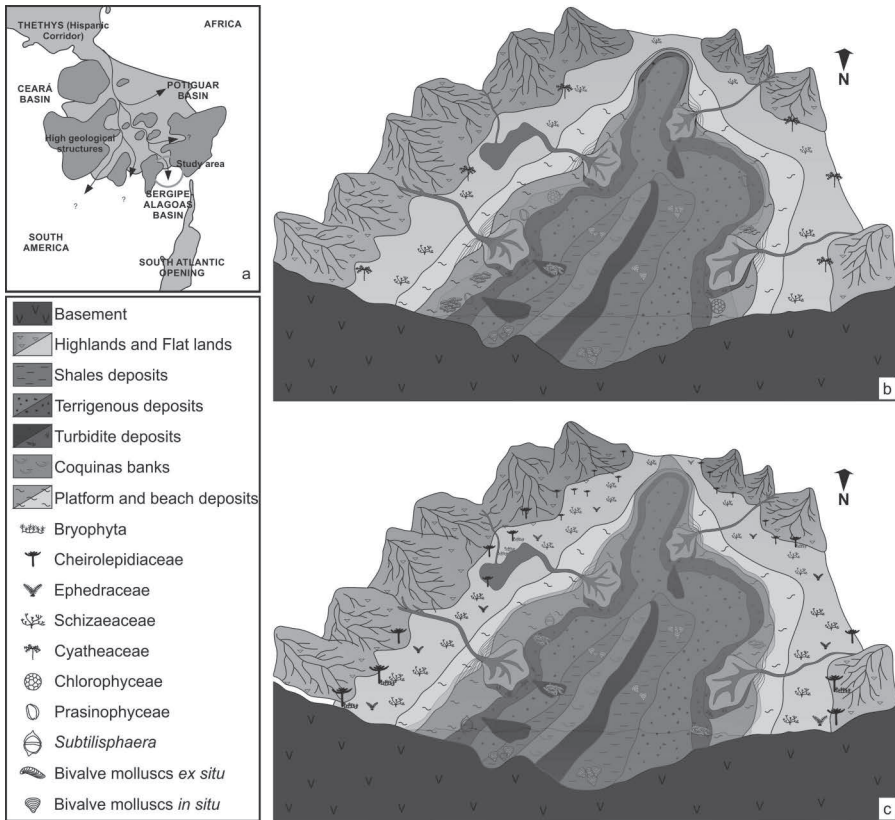 THETHYS (Hispanic
Corridor)
AFRICA
CEARÁ
BASIN
POTIGUAR
BASIN
High geological
structures
?
Study area
?
?
SERGIPE-
ALAGOAS
BASIN
SOUTH
AMERICA
SOUTH ATLANTIC
OPENING
a
Basement
Highlands and Flat lands
Shales deposits
Terrigenous deposits
Turbidite deposits
Coquinas banks
Platform and beach deposits
Bryophyta
Cheirolepidiaceae
Ephedraceae
Schizaeaceae
Cyatheaceae
Chlorophyceae
Prasinophyceae
Subtilisphaera
Bivalve molluscs ex situ
Bivalve molluscs in situ
N
b
N
c